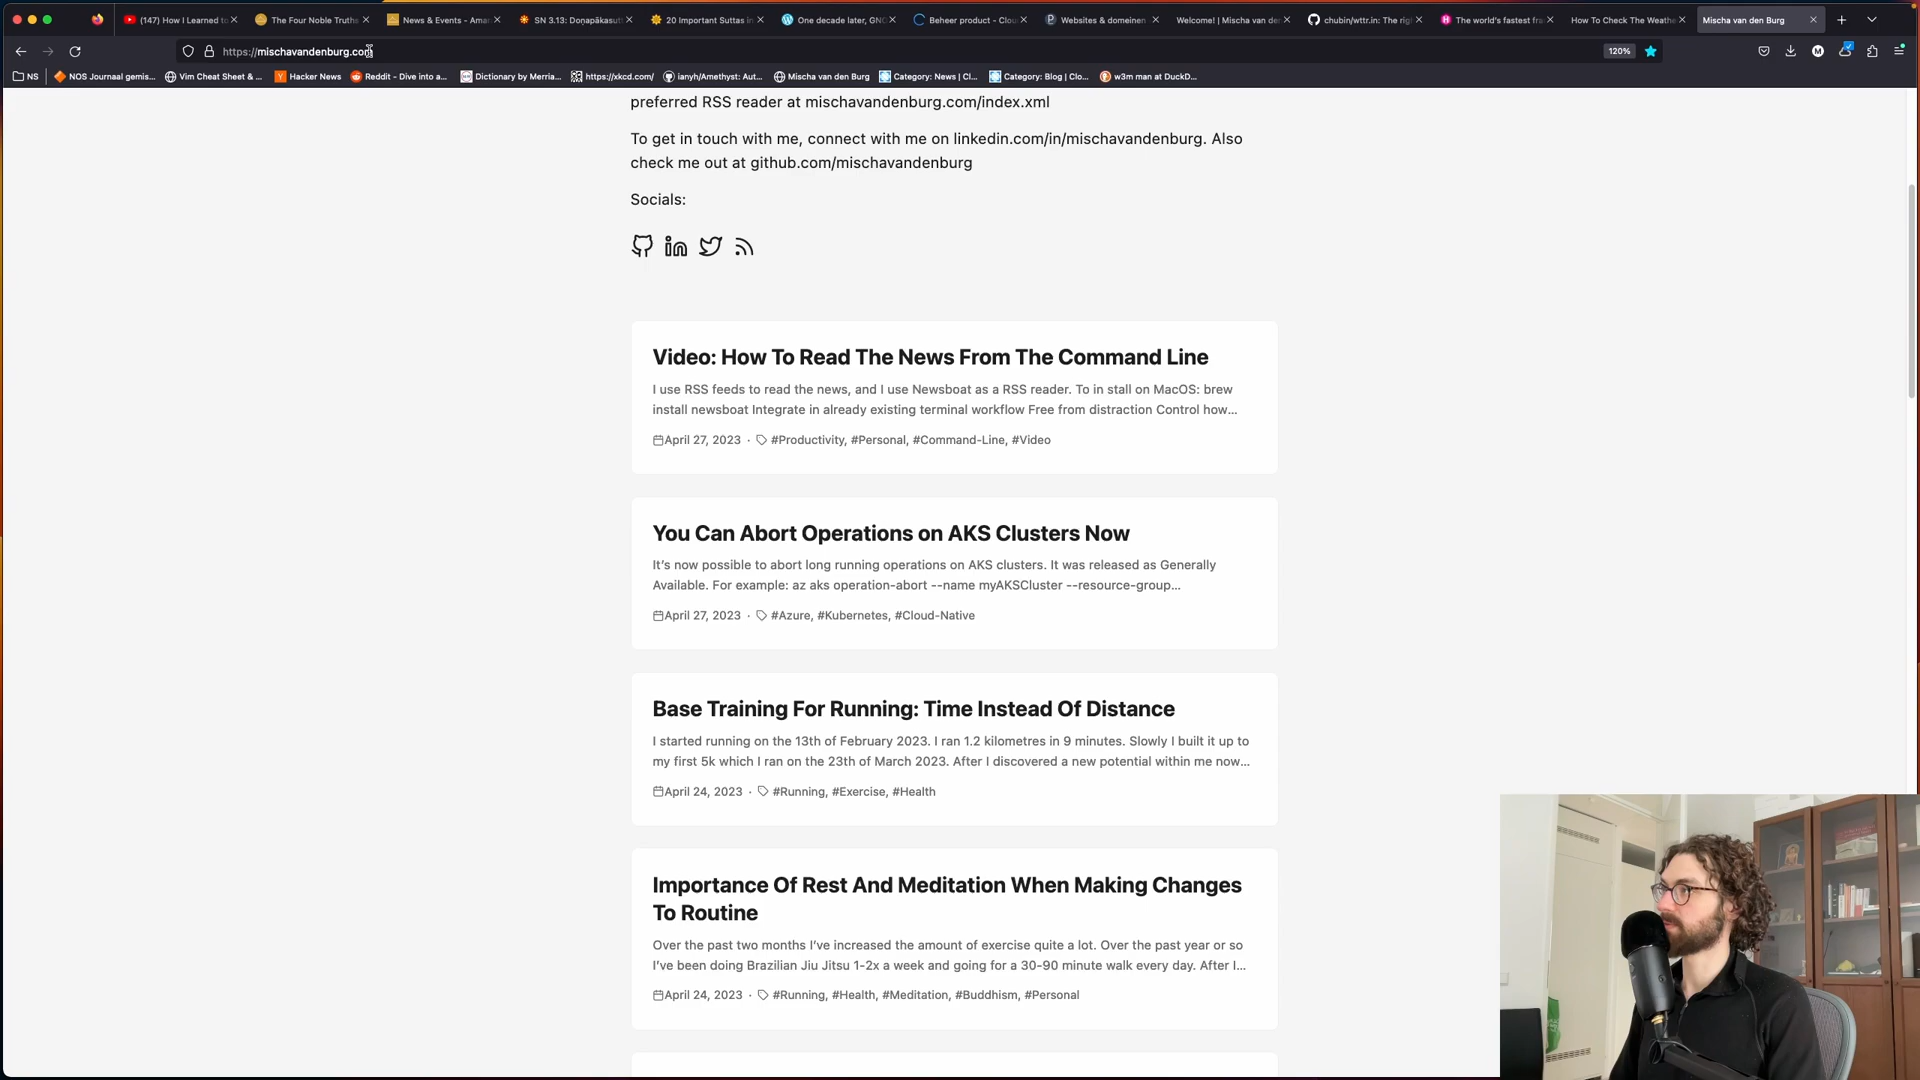 (147) How I Learned to
The Four Noble Truths
News & Events - Amar
SN 3.13: Doṇapākasutt
20 Important Suttas in
One decade later, GNO
Beheer product - Clou
Websites & domeinen
Welcome! | Mischa van der
chubin/wttr.in: The rig
The world's fastest fra
How To Check The Weathe
Mischa van den Burg
https://mischavandenburg.com
120%
M
NS
NOS Journaal gemis...
Vim Cheat Sheet & ...
Hacker News
Reddit - Dive into a...
Dictionary by Merria...
https://xkcd.com/
ianyh/Amethyst: Aut...
Mischa van den Burg
Category: News | Cl...
Category: Blog | Clo...
w3m man at DuckD...
preferred RSS reader at mischavandenburg.com/index.xml
To get in touch with me, connect with me on linkedin.com/in/mischavandenburg. Also
check me out at github.com/mischavandenburg
Socials:
Video: How To Read The News From The Command Line
I use RSS feeds to read the news, and I use Newsboat as a RSS reader. To in stall on MacOS: brew
install newsboat Integrate in already existing terminal workflow Free from distraction Control how...
April 27, 2023 · #Productivity, #Personal, #Command-Line, #Video
You Can Abort Operations on AKS Clusters Now
It's now possible to abort long running operations on AKS clusters. It was released as Generally
Available. For example: az aks operation-abort --name myAKSCluster --resource-group...
April 27, 2023 · #Azure, #Kubernetes, #Cloud-Native
Base Training For Running: Time Instead Of Distance
I started running on the 13th of February 2023. I ran 1.2 kilometres in 9 minutes. Slowly I built it up to
my first 5k which I ran on the 23th of March 2023. After I discovered a new potential within me now...
April 24, 2023 · #Running, #Exercise, #Health
Importance Of Rest And Meditation When Making Changes
To Routine
Over the past two months I've increased the amount of exercise quite a lot. Over the past year or so
I've been doing Brazilian Jiu Jitsu 1-2x a week and going for a 30-90 minute walk every day. After I...
April 24, 2023 · #Running, #Health, #Meditation, #Buddhism, #Personal